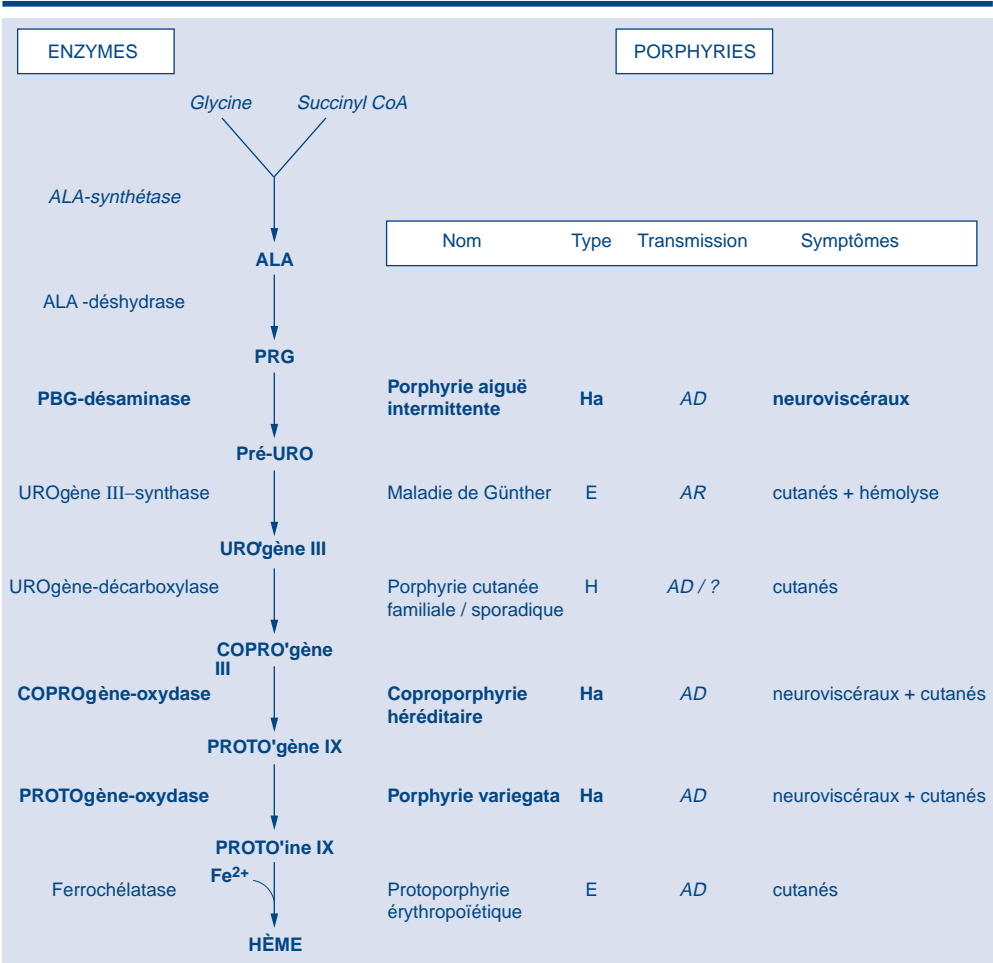 ENZYMES PORPHYRIES
Glycine Succinyl CoA
ALA-synthétase
Nom Type Transmission Symptômes
ALA
ALA -déshydrase
PRG
PBG-désaminase Porphyrie aiguë intermittente Ha AD neuroviscéraux
Pré-URO
UROgène III–synthase Maladie de Günther E AR cutanés + hémolyse
URO'gène III
UROgène-décarboxylase Porphyrie cutanée familiale / sporadique H AD / ? cutanés
COPRO'gène
III
COPROgène-oxydase Coproporphyrie héréditaire Ha AD neuroviscéraux + cutanés
PROTO'gène IX
PROTOgène-oxydase Porphyrie variegata Ha AD neuroviscéraux + cutanés
PROTO'ine IX
Fe2+
Ferrochélatase Protoporphyrie érythropoïétique E AD cutanés
HÈME